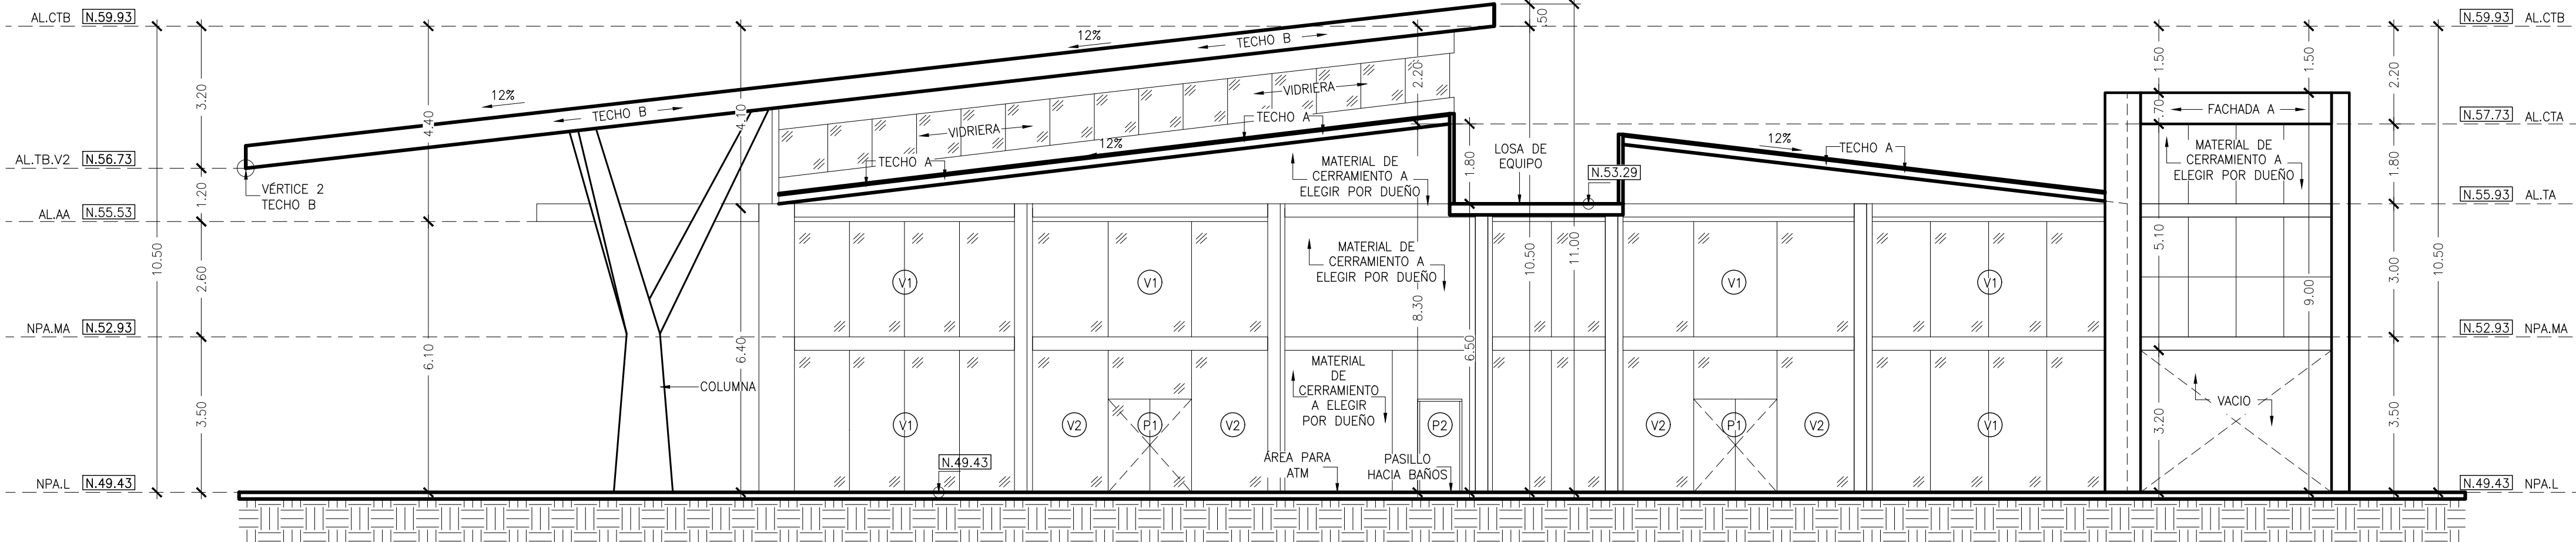 AL.CTB N.59.93
AL.TB.V2 N.56.73
AL.AA N.55.53
NPA.MA N.52.93
NPA.L N.49.43
10.50
3.20
1.20
2.60
3.50
4.40
6.10
4.10
6.40
VÉRTICE 2
TECHO B
12%
TECHO B
12%
TECHO B
VIDRIERA
VIDRIERA
TECHO A
TECHO A
12%
COLUMNA
V1
V1
V1
V2
P1
V2
N.49.43
MATERIAL DE
CERRAMIENTO A
ELEGIR POR DUEÑO
MATERIAL DE
CERRAMIENTO A
ELEGIR POR DUEÑO
MATERIAL
DE
CERRAMIENTO
A ELEGIR
POR DUEÑO
ÁREA PARA
ATM
PASILLO
HACIA BAÑOS
P2
2.20
8.30
1.80
6.50
.50
10.50
11.00
LOSA DE
EQUIPO
N.53.29
12%
TECHO A
V1
V1
V2
P1
V2
V1
1.50
.70
5.10
3.20
1.50
9.00
FACHADA A
MATERIAL DE
CERRAMIENTO A
ELEGIR POR DUEÑO
VACIO
2.20
1.80
3.00
3.50
10.50
N.59.93 AL.CTB
N.57.73 AL.CTA
N.55.93 AL.TA
N.52.93 NPA.MA
N.49.43 NPA.L